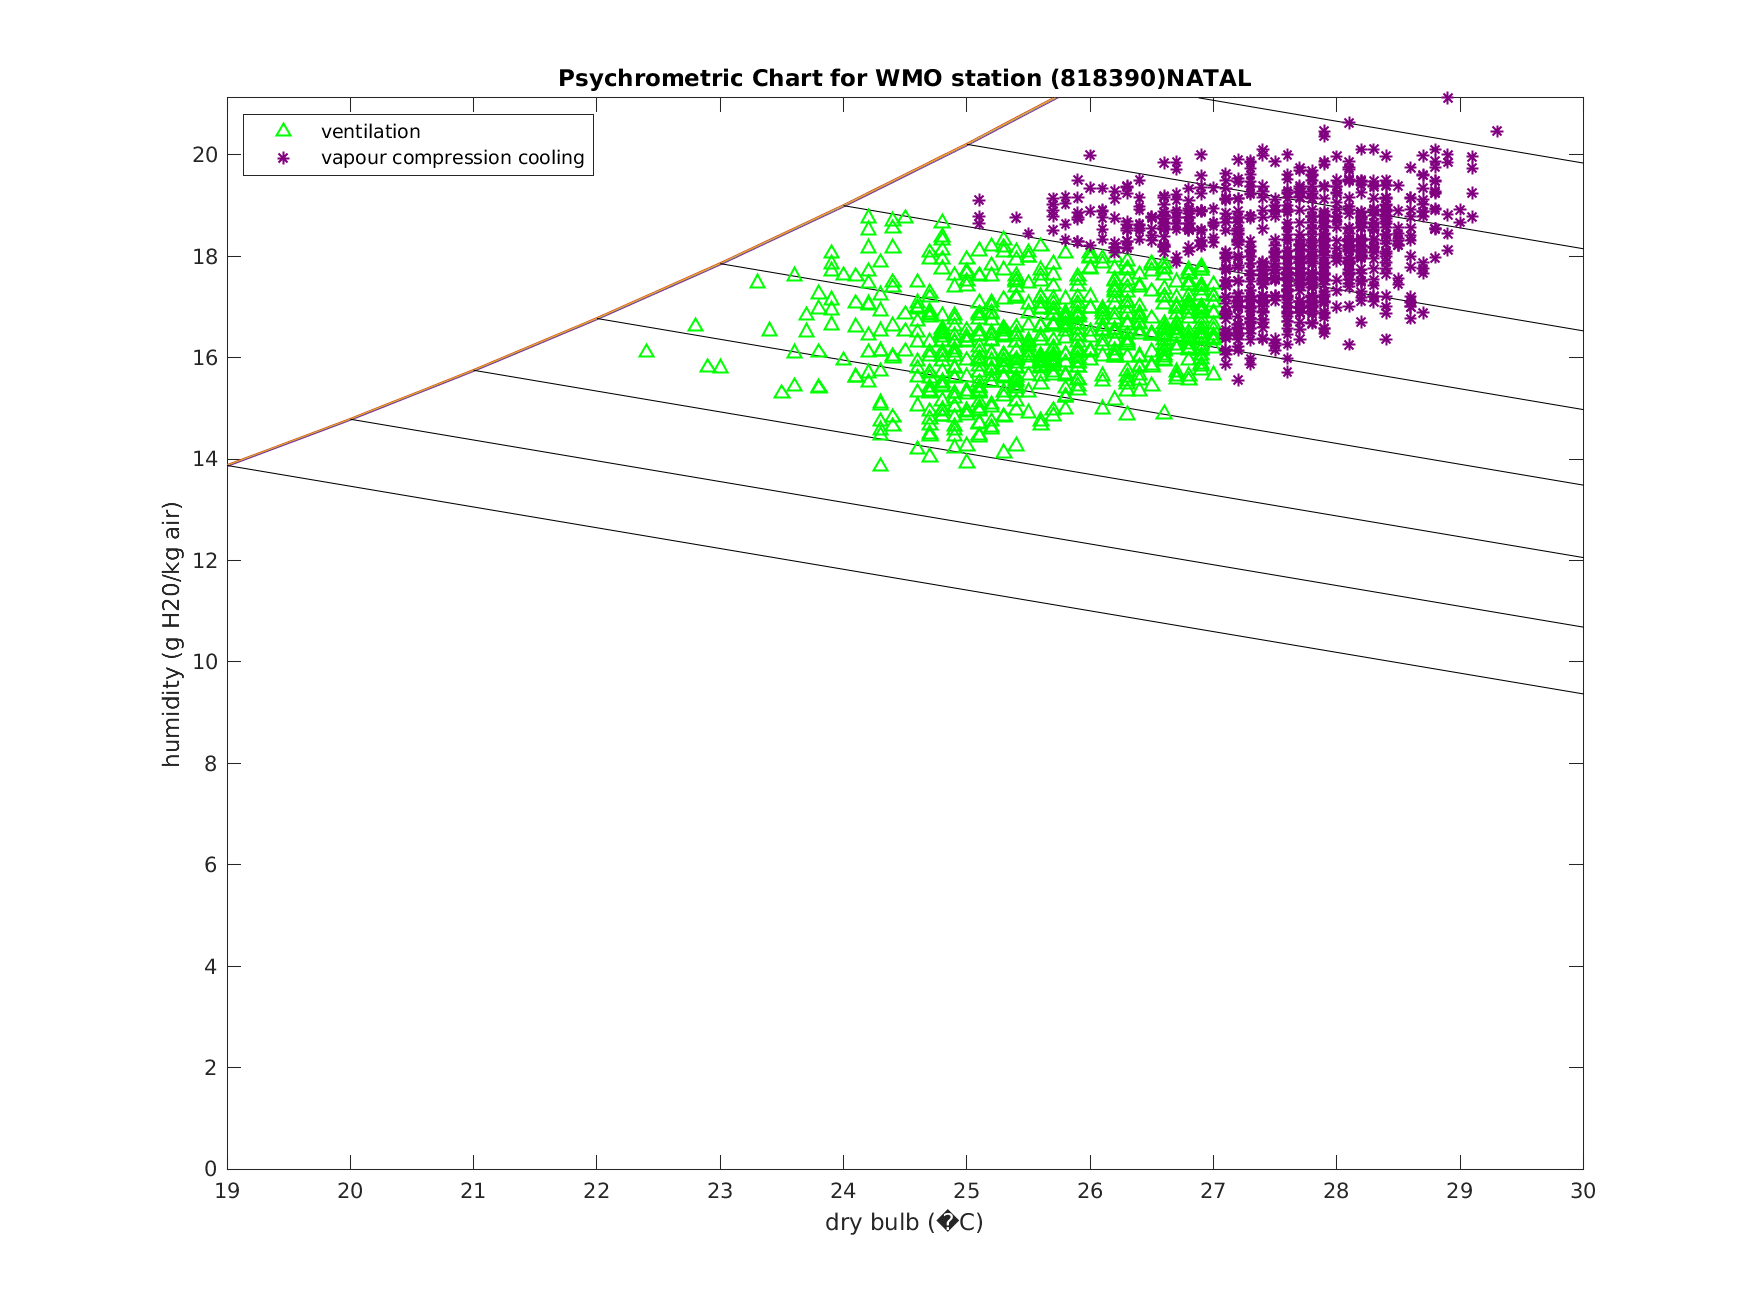 Psychrometric Chart for WMO station (818390)NATAL
ventilation
vapour compression cooling
20
18
16
14
12
10
8
6
4
2
0
humidity (g H20/kg air)
19 20 21 22 23 24 25 26 27 28 29 30
dry bulb (�C)